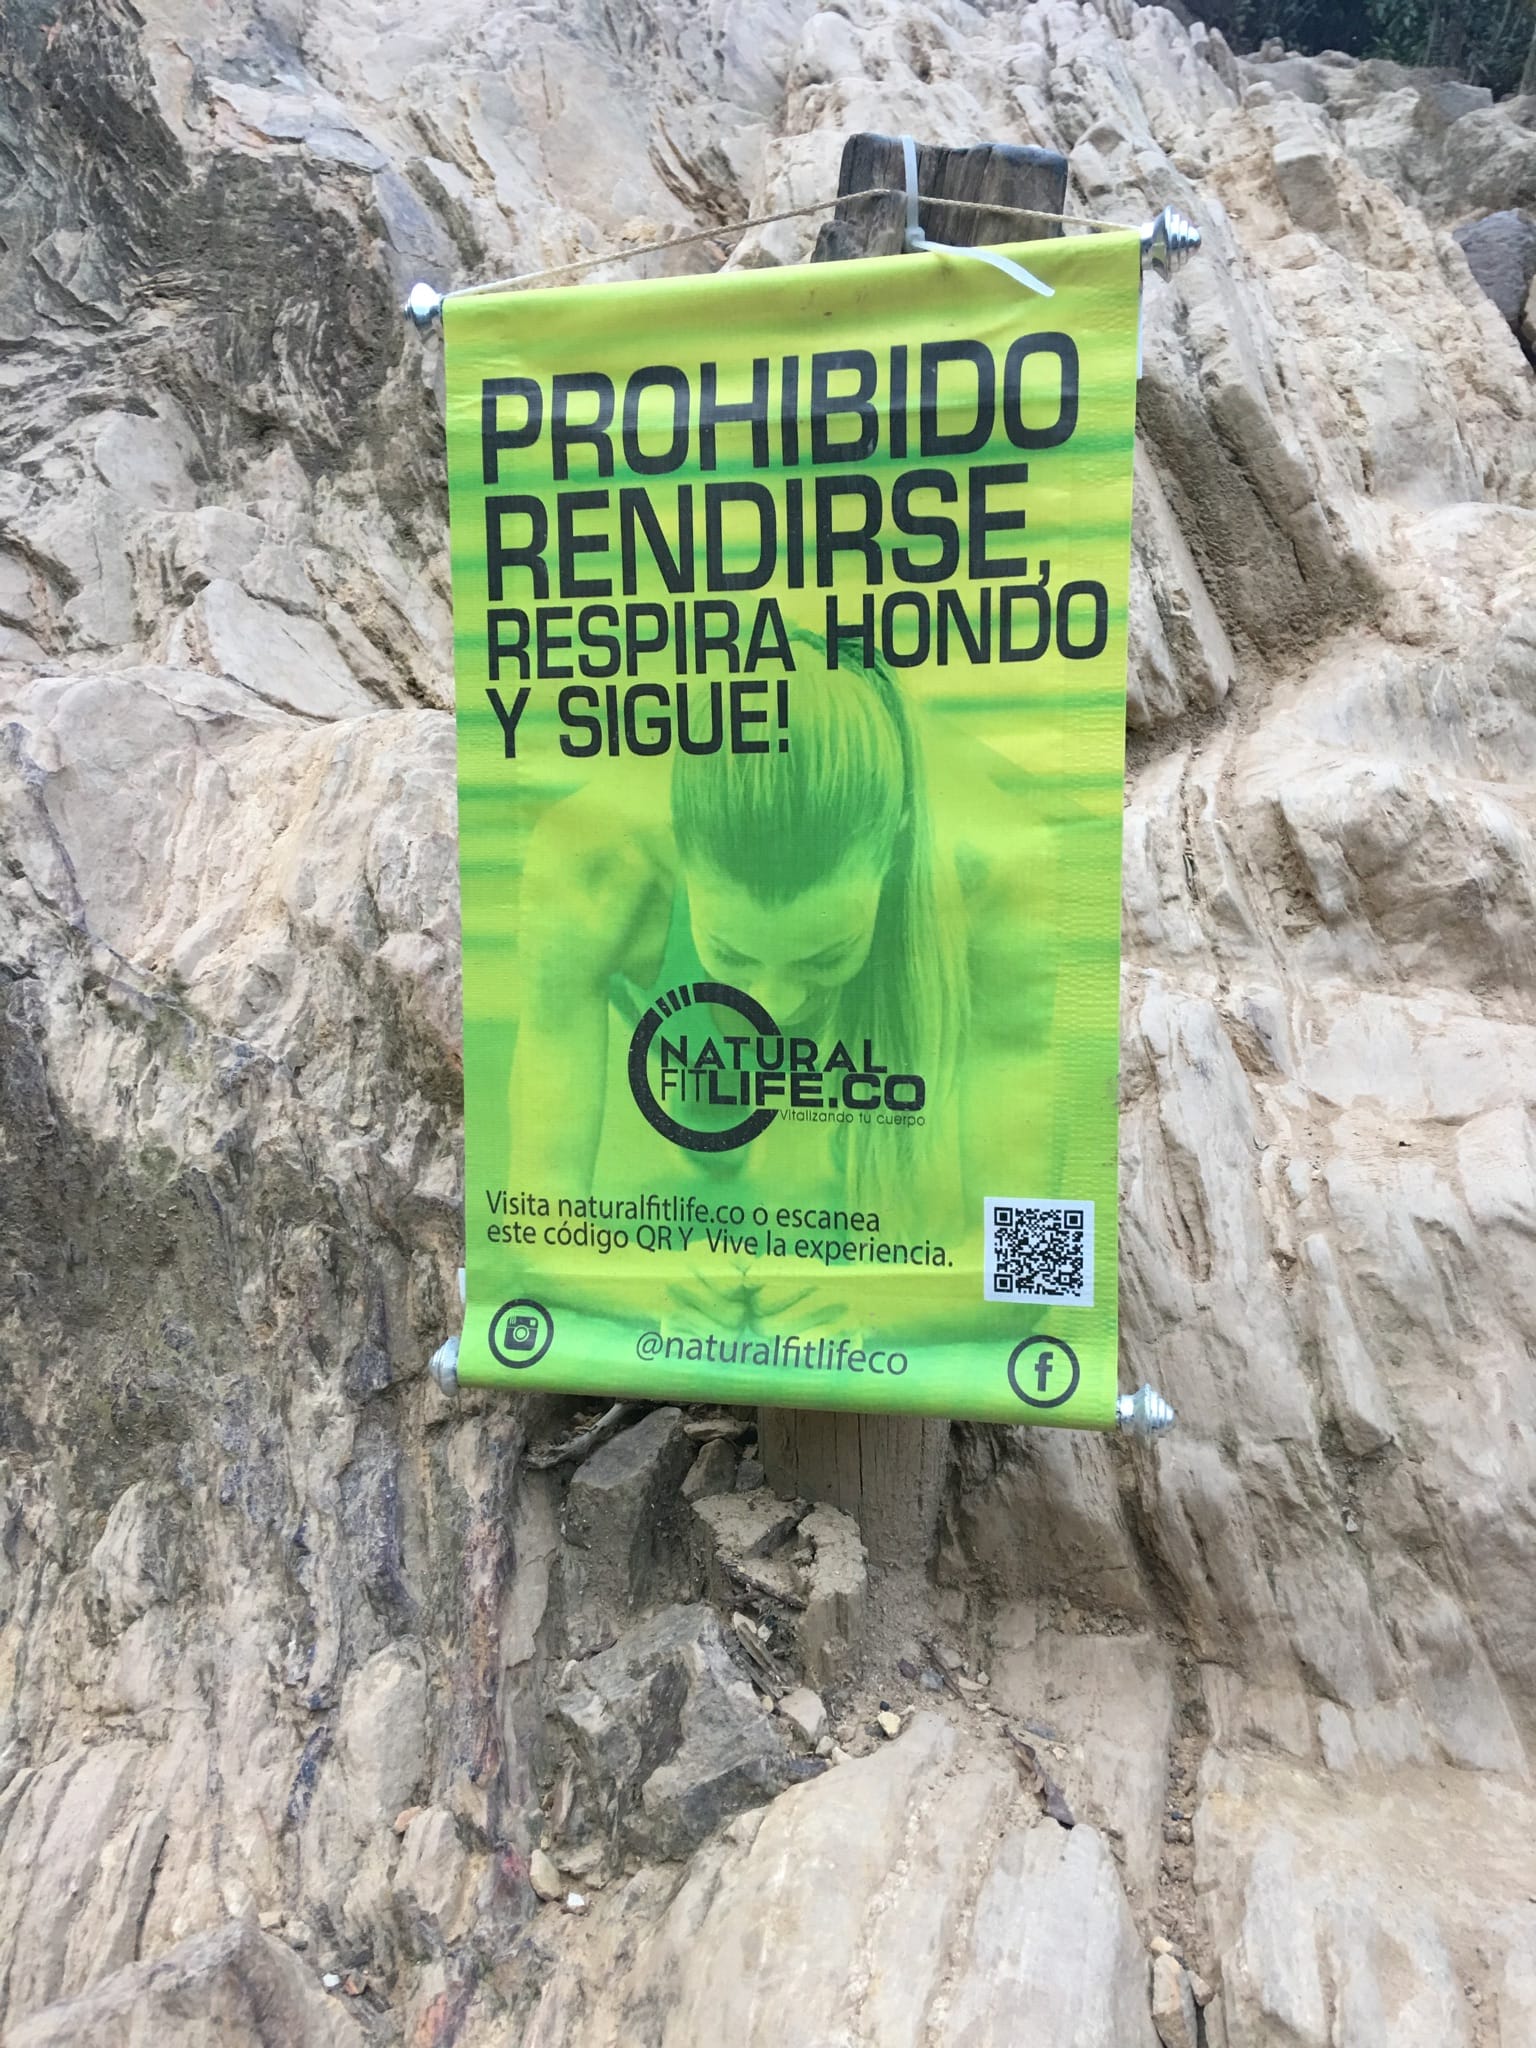 PROHIBIDO
RENDIRSE,
RESPIRA HONDO
Y SIGUE!
NATURAL
FITLIFE.CO
Vitalizando tu cuerpo
Visita naturalfitlife.co o escanea
este código QR Y Vive la experiencia.
@naturalfitlifeco
f